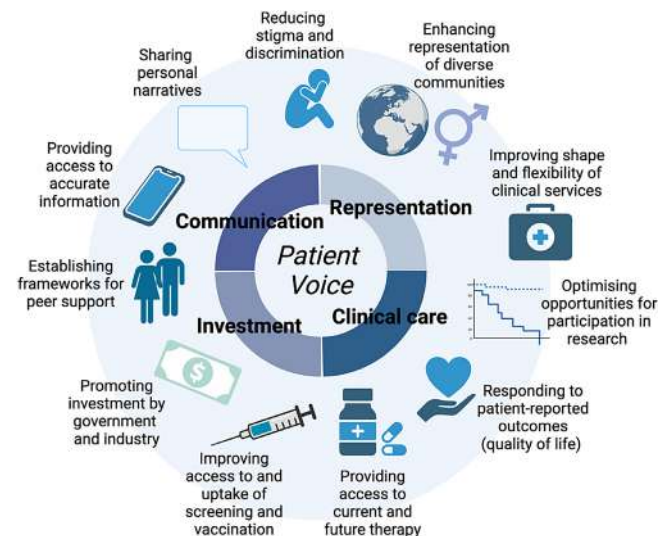 Reducing
stigma and
discrimination
Enhancing
representation
of diverse
communities
Sharing
personal
narratives
Providing
access to
accurate
information
Improving shape
and flexibility of
clinical services
Communication
Representation
Patient
Voice
Establishing
frameworks for
peer support
Optimising
opportunities for
participation in
research
Investment
Clinical care
Promoting
investment by
government
and industry
Responding to
patient-reported
outcomes
(quality of life)
Improving
access to and
uptake of
screening and
vaccination
Providing
access to
current and
future therapy